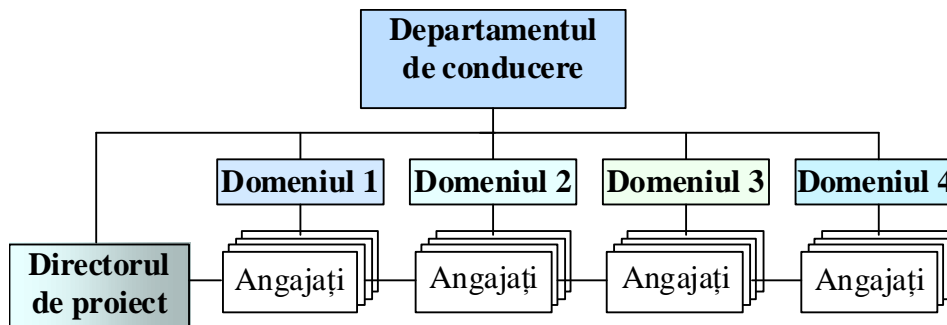 Departamentul
de conducere
Domeniul 1
Domeniul 2
Domeniul 3
Domeniul 4
Directorul
de proiect
Angajați
Angajați
Angajați
Angajați